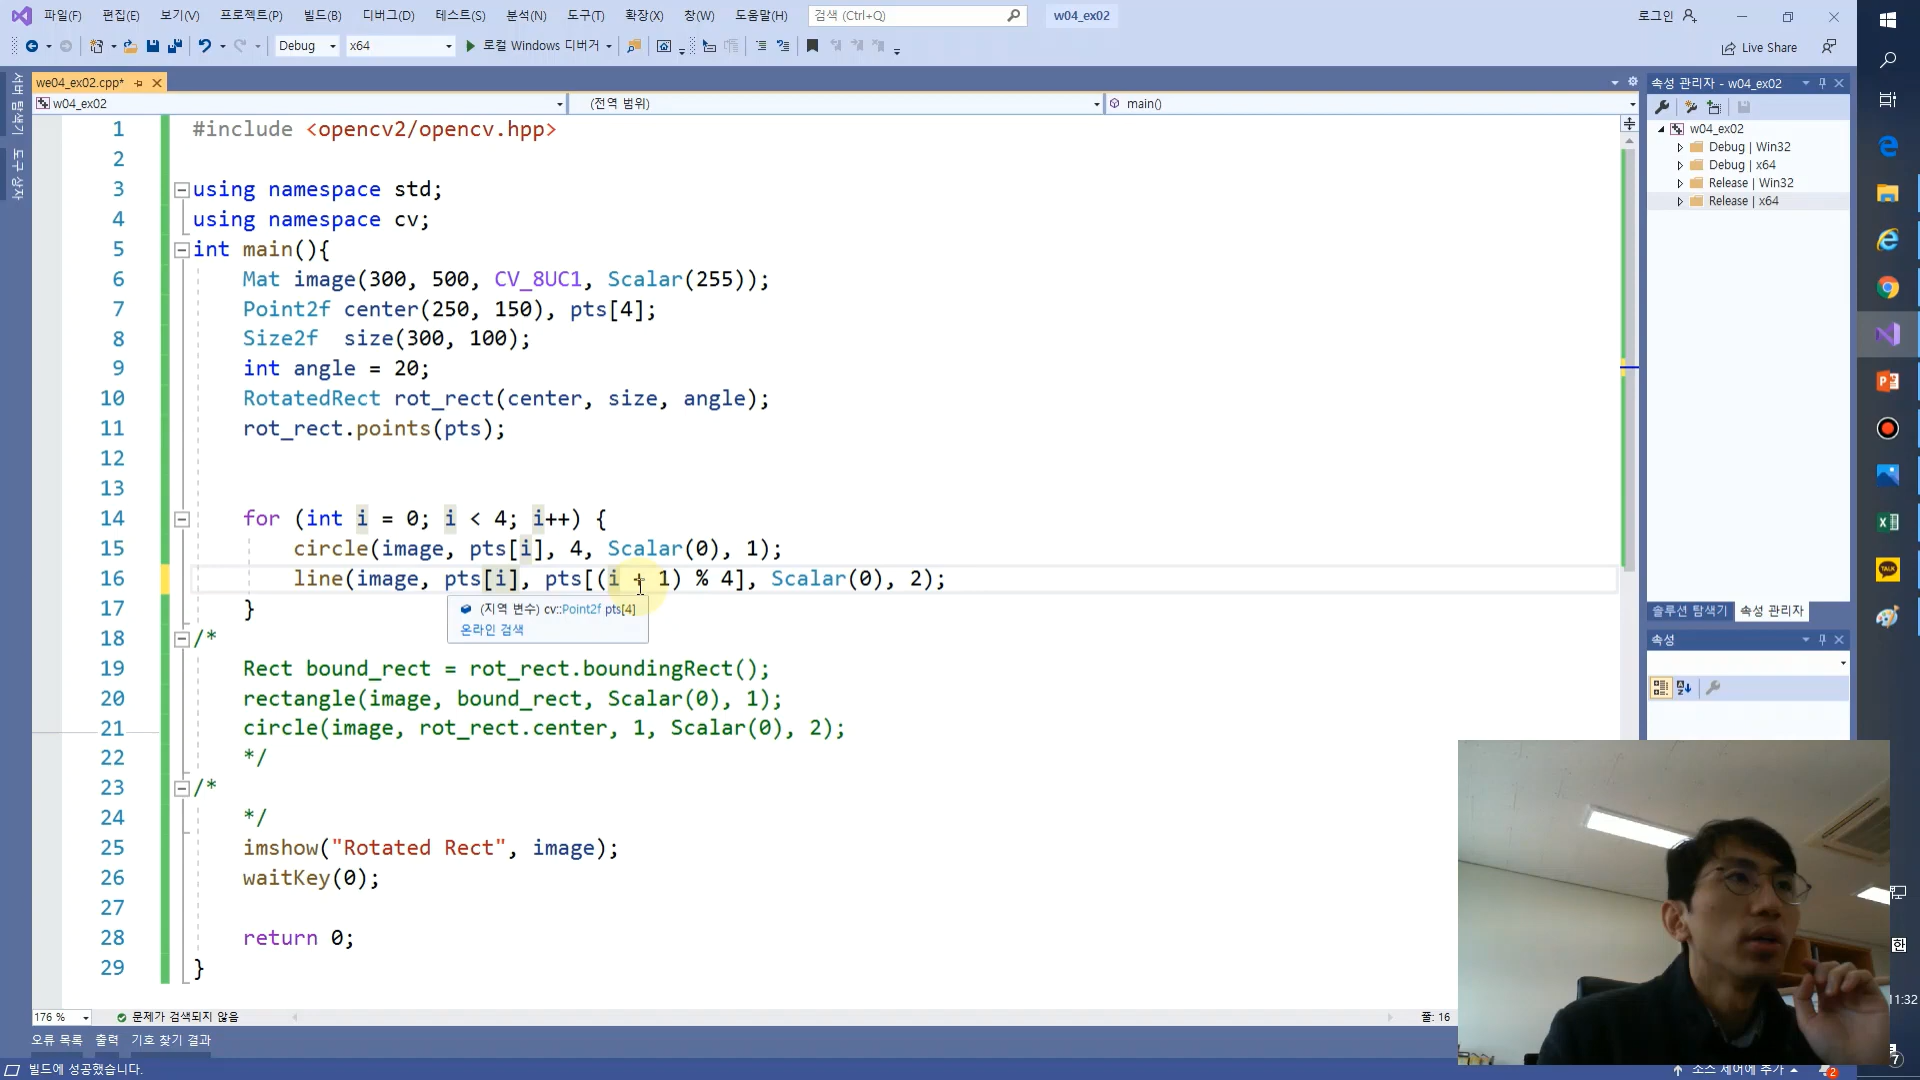 파일(F) 편집(E) 보기(V) 프로젝트(P) 빌드(B) 디버그(D) 테스트(S) 분석(N) 도구(T) 확장(X) 창(W) 도움말(H) 검색 (Ctrl+Q) w04_ex02 로그인
Debug x64 로컬 Windows 디버거 Live Share
서버 탐색기
도구 상자
we04_ex02.cpp*
w04_ex02 (전역 범위) main()
1 #include <opencv2/opencv.hpp>
2
3 using namespace std;
4 using namespace cv;
5 int main(){
6 Mat image(300, 500, CV_8UC1, Scalar(255));
7 Point2f center(250, 150), pts[4];
8 Size2f size(300, 100);
9 int angle = 20;
10 RotatedRect rot_rect(center, size, angle);
11 rot_rect.points(pts);
12
13
14 for (int i = 0; i < 4; i++) {
15 circle(image, pts[i], 4, Scalar(0), 1);
16 line(image, pts[i], pts[(i + 1) % 4], Scalar(0), 2);
17 }
(지역 변수) cv::Point2f pts[4]
온라인 검색
18 /*
19 Rect bound_rect = rot_rect.boundingRect();
20 rectangle(image, bound_rect, Scalar(0), 1);
21 circle(image, rot_rect.center, 1, Scalar(0), 2);
22 */
23 /*
24 */
25 imshow("Rotated Rect", image);
26 waitKey(0);
27
28 return 0;
29 }
176 % 문제가 검색되지 않음 줄: 16
오류 목록 출력 기호 찾기 결과
빌드에 성공했습니다. 소스 제어에 추가 2
속성 관리자 - w04_ex02
w04_ex02
Debug | Win32
Debug | x64
Release | Win32
Release | x64
솔루션 탐색기 속성 관리자
속성
TALK
한
11:32
7